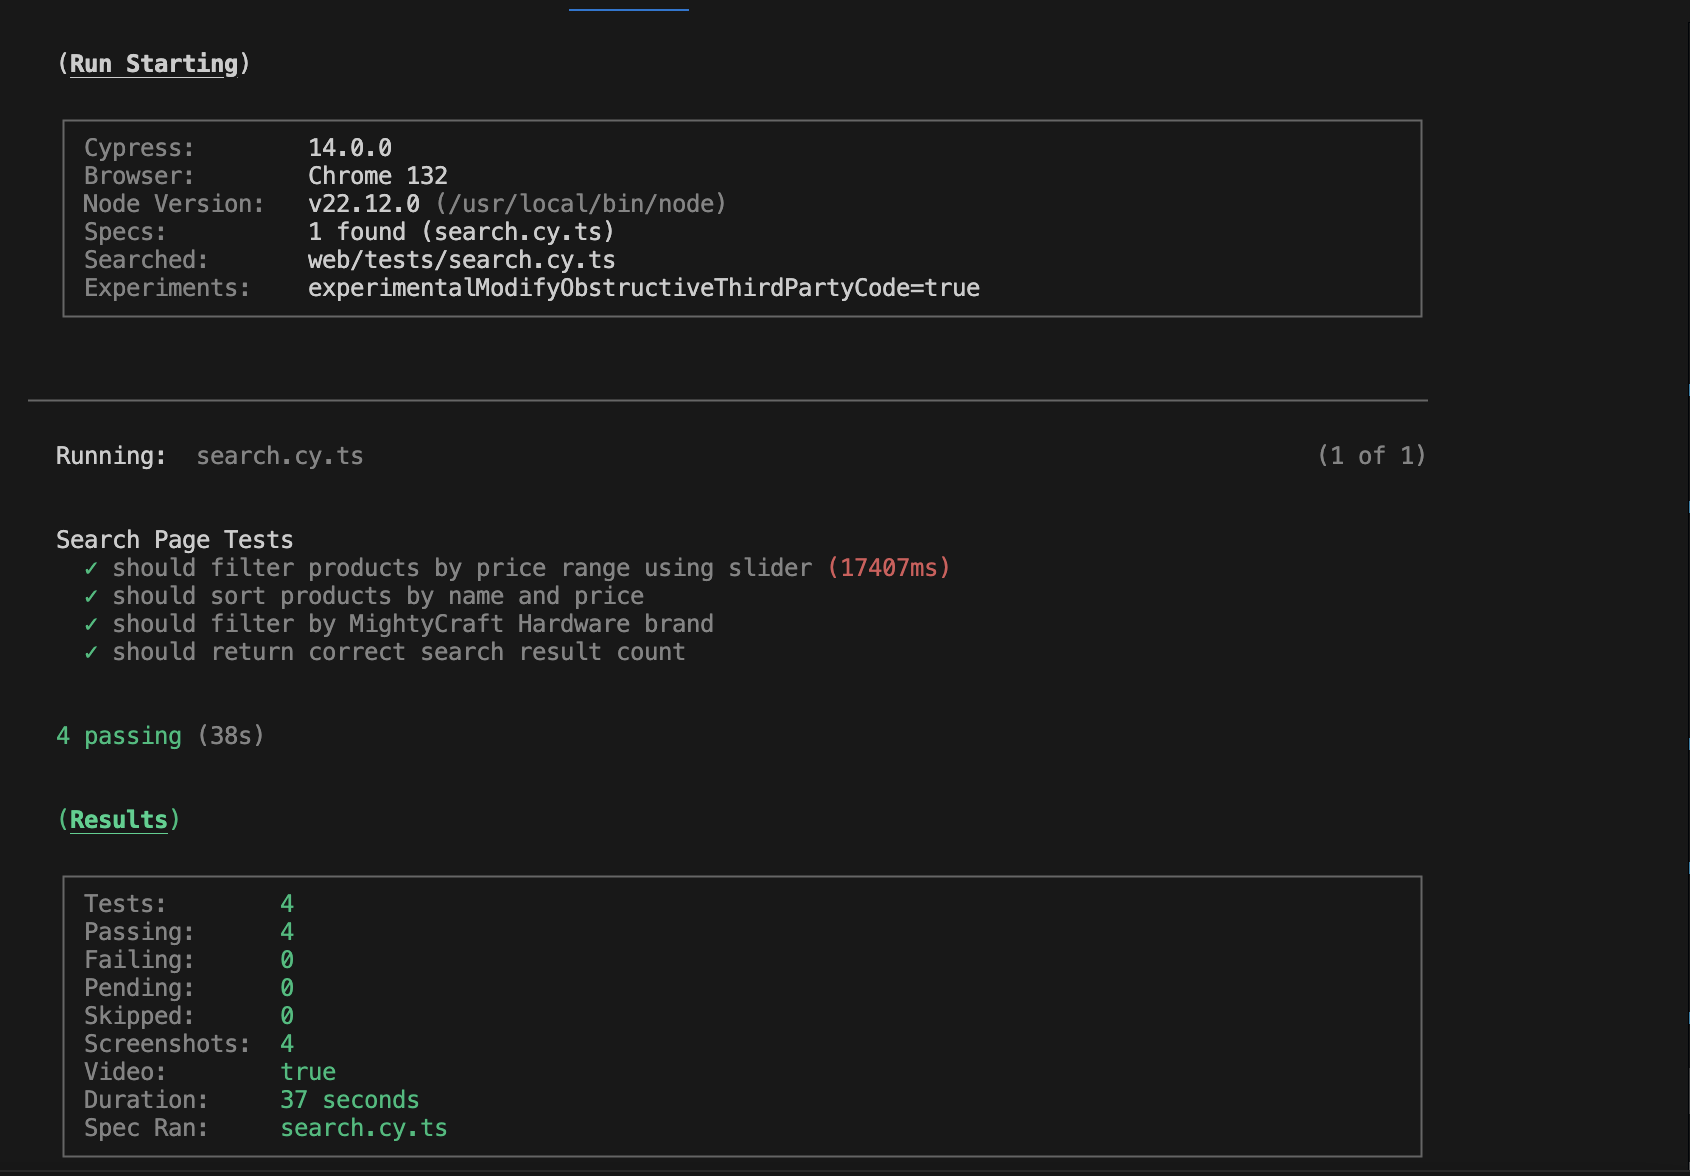 (Run Starting)
Cypress: 14.0.0
Browser: Chrome 132
Node Version: v22.12.0 (/usr/local/bin/node)
Specs: 1 found (search.cy.ts)
Searched: web/tests/search.cy.ts
Experiments: experimentalModifyObstructiveThirdPartyCode=true
Running: search.cy.ts (1 of 1)
Search Page Tests
✓ should filter products by price range using slider (17407ms)
✓ should sort products by name and price
✓ should filter by MightyCraft Hardware brand
✓ should return correct search result count
4 passing (38s)
(Results)
Tests: 4
Passing: 4
Failing: 0
Pending: 0
Skipped: 0
Screenshots: 4
Video: true
Duration: 37 seconds
Spec Ran: search.cy.ts